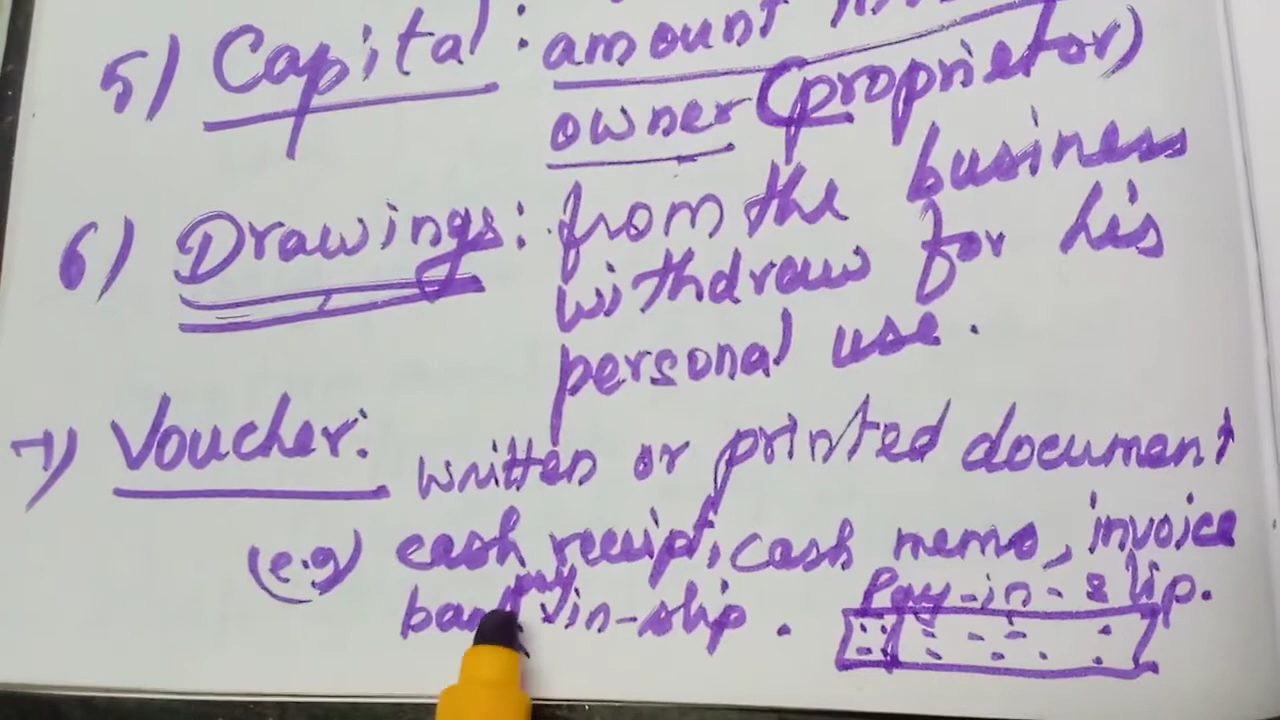 5) Capital: amount
owner (proprietor)
6) Drawings: from the business
withdraw for his
personal use.
7) Voucher: written or printed document
(e.g) cash receipt, cash memo, invoice
bank pay in-slip.
Pay-in-slip.